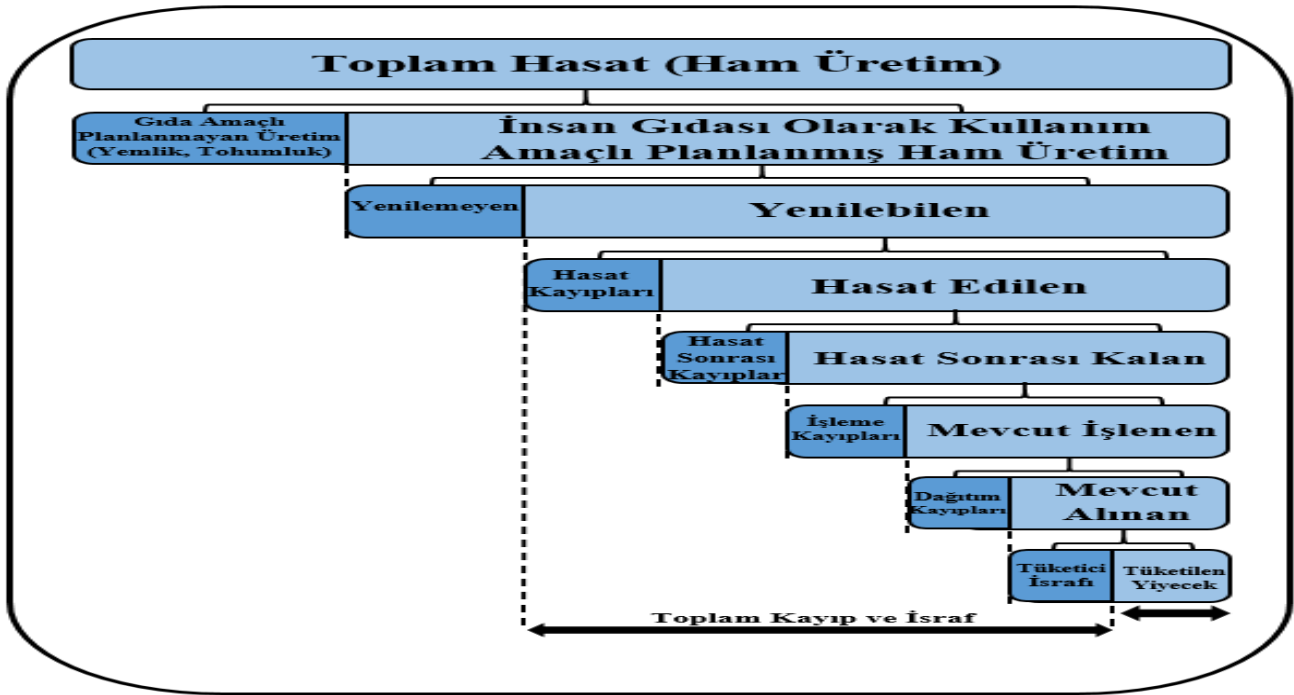 Toplam Hasat (Ham Üretim)
Gıda Amaçlı
Planlanmayan Üretim
(Yemlik, Tohumluk)
İnsan Gıdası Olarak Kullanım
Amaçlı Planlanmış Ham Üretim
Yenilemeyen
Yenilebilen
Hasat
Kayıpları
Hasat Edilen
Hasat
Sonrası
Kayıplar
Hasat Sonrası Kalan
İşleme
Kayıpları
Mevcut İşlenen
Dağıtım
Kayıpları
Mevcut
Alınan
Tüketici
İsrafı
Tüketilen
Yiyecek
Toplam Kayıp ve İsraf